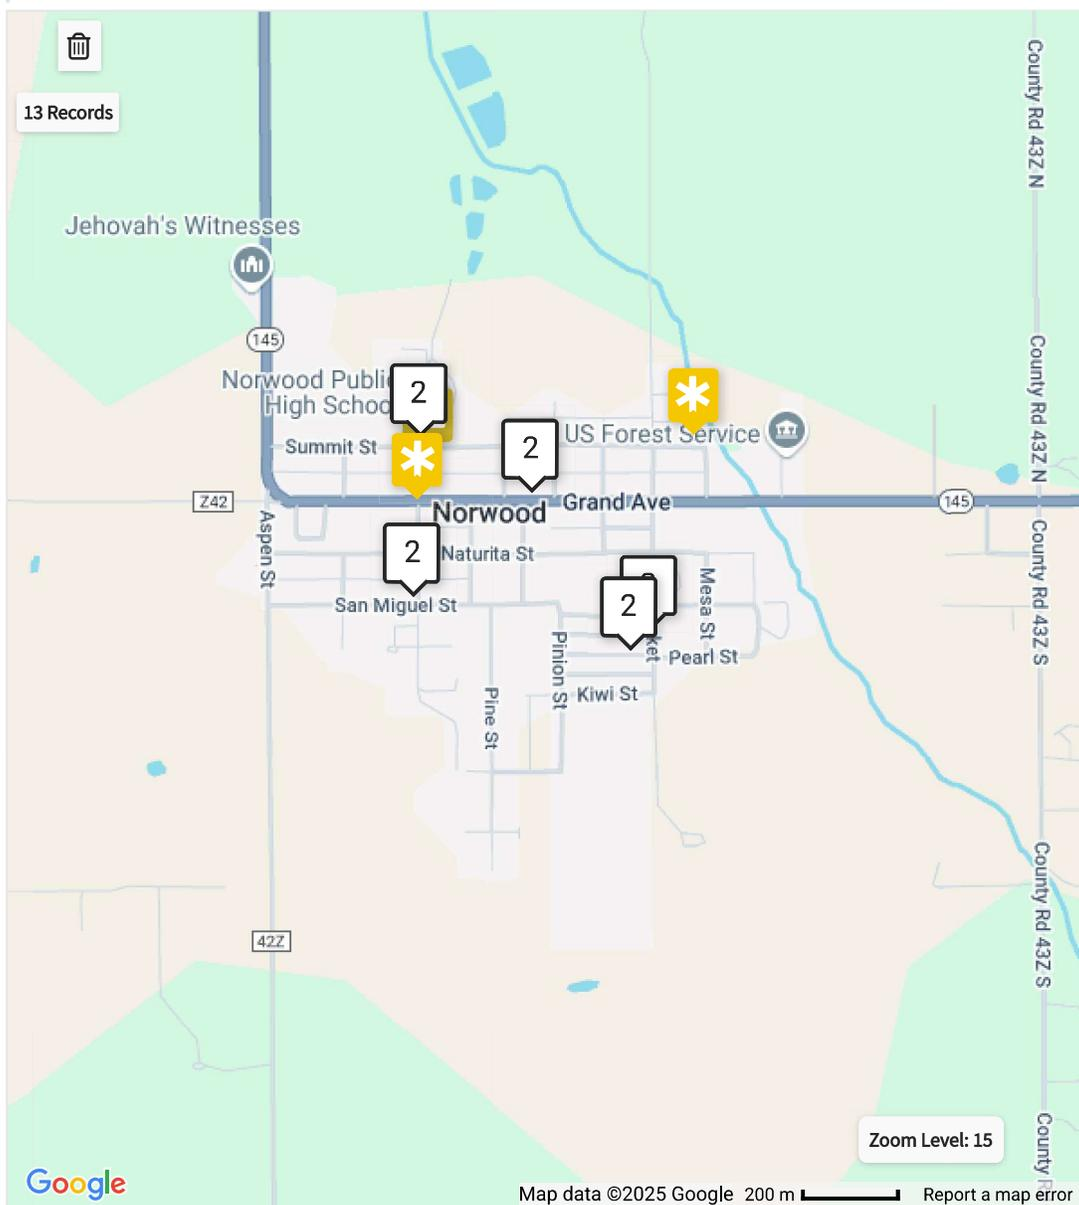 13 Records
County Rd 43Z N
Jehovah's Witnesses
145
County Rd 43Z N
Norwood Public
High School
2
Summit St
2
US Forest Service
Z42
Norwood
Grand Ave
145
Aspen St
2
Naturita St
County Rd 43Z S
San Miguel St
2
Mesa St
Pinion St
Pearl St
Pine St
Kiwi St
County Rd 43Z S
42Z
County R
Zoom Level: 15
Google
Map data ©2025 Google
200 m
Report a map error